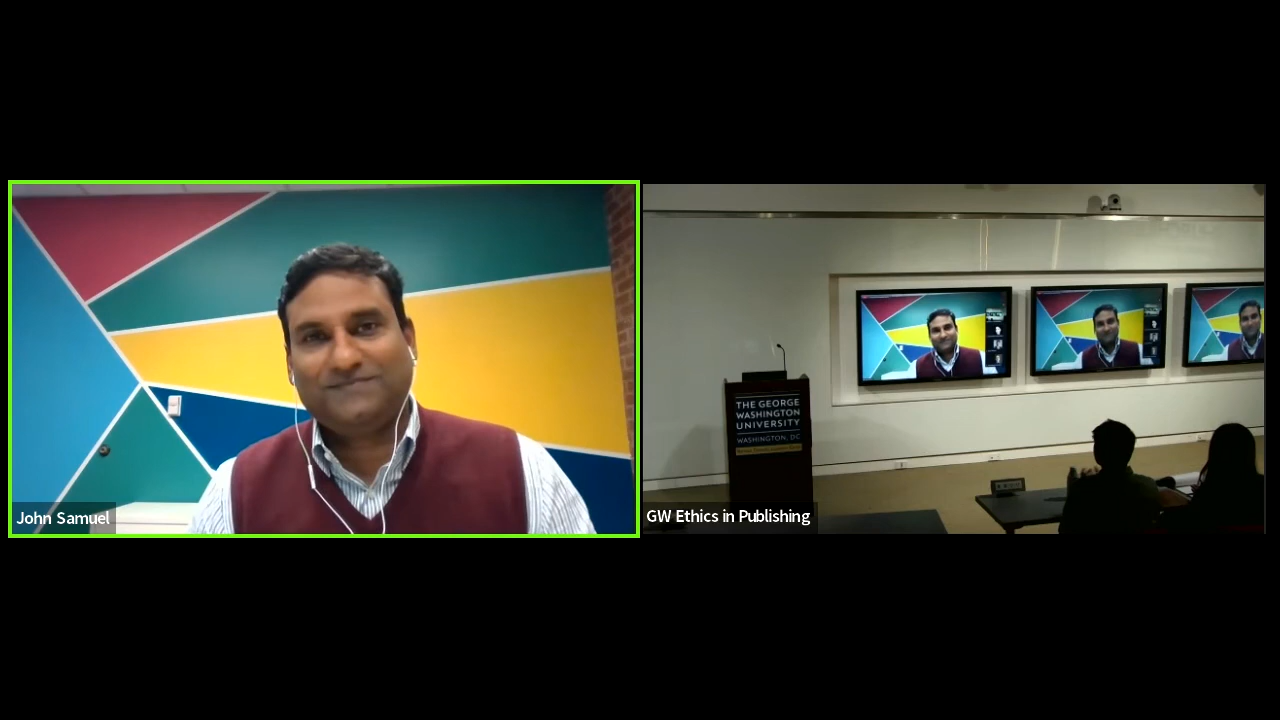 John Samuel
THE GEORGE
WASHINGTON
UNIVERSITY
WASHINGTON, DC
GW Ethics in Publishing